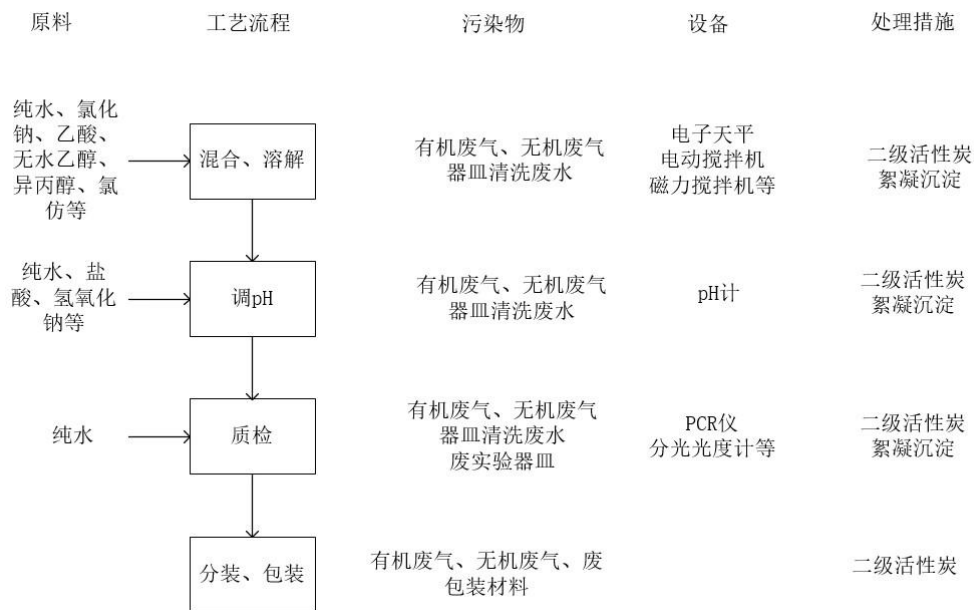 原料
工艺流程
污染物
设备
处理措施
纯水、氯化
钠、乙酸、
无水乙醇、
异丙醇、氯
仿等
混合、溶解
有机废气、无机废气
器皿清洗废水
电子天平
电动搅拌机
磁力搅拌机等
二级活性炭
絮凝沉淀
纯水、盐
酸、氢氧化
钠等
调pH
有机废气、无机废气
器皿清洗废水
pH计
二级活性炭
絮凝沉淀
纯水
质检
有机废气、无机废气
器皿清洗废水
废实验器皿
PCR仪
分光光度计等
二级活性炭
絮凝沉淀
分装、包装
有机废气、无机废气、废
包装材料
二级活性炭